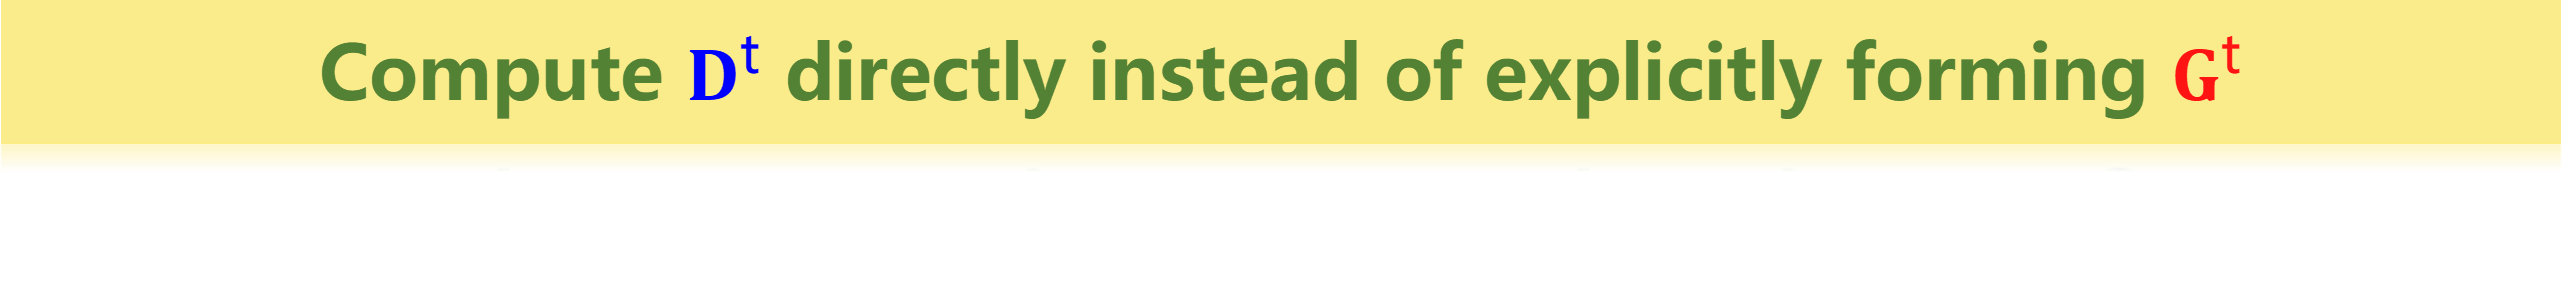 Compute Dᵗ directly instead of explicitly forming Gᵗ